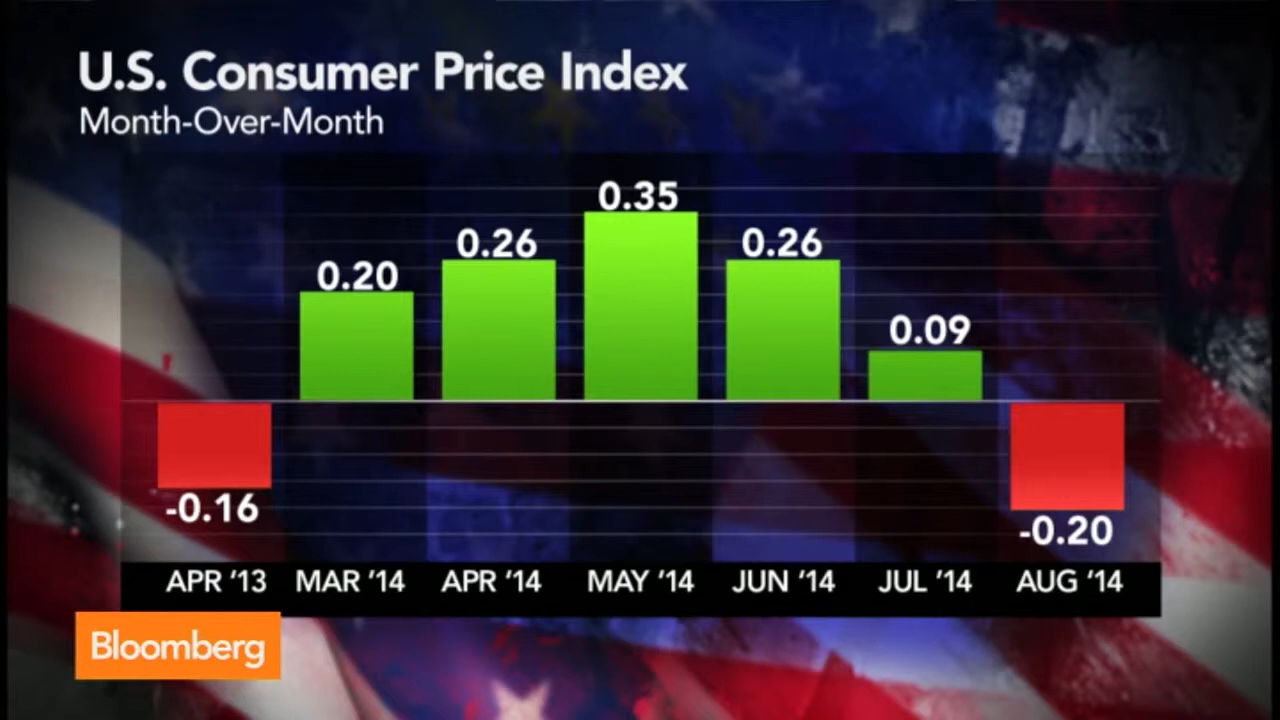 U.S. Consumer Price Index
Month-Over-Month
0.35
0.26
0.26
0.20
0.09
-0.16
-0.20
APR ‘13 MAR ‘14 APR ‘14 MAY ‘14 JUN ‘14 JUL ‘14 AUG ‘14
Bloomberg